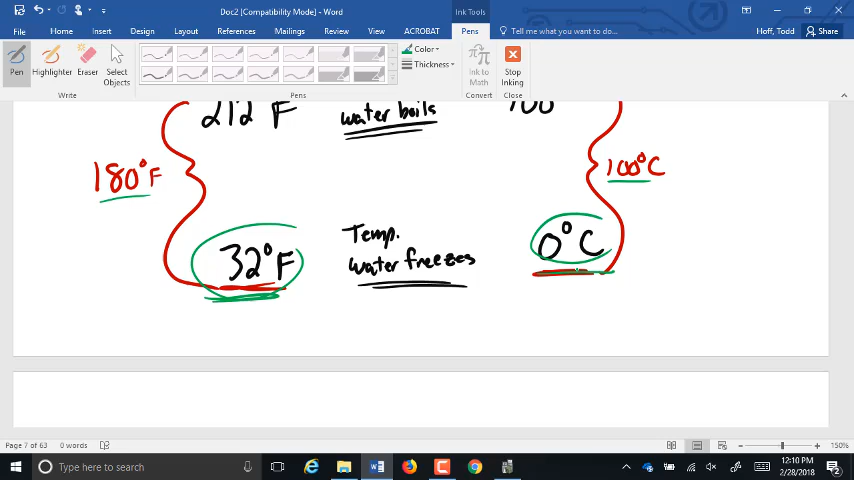 Doc2 [Compatibility Mode] - Word
Ink Tools
Hoff, Todd
File
Home
Insert
Design
Layout
References
Mailings
Review
View
ACROBAT
Pens
Tell me what you want to do...
Share
Pen
Highlighter
Eraser
Select Objects
Color
Thickness
Ink to Math
Stop Inking
Write
Pens
Convert
Close
212 F
water boils
100
180°F
100°C
32°F
Temp.
water freezes
0°C
Page 7 of 63
0 words
150%
Type here to search
12:10 PM
2/28/2018
2